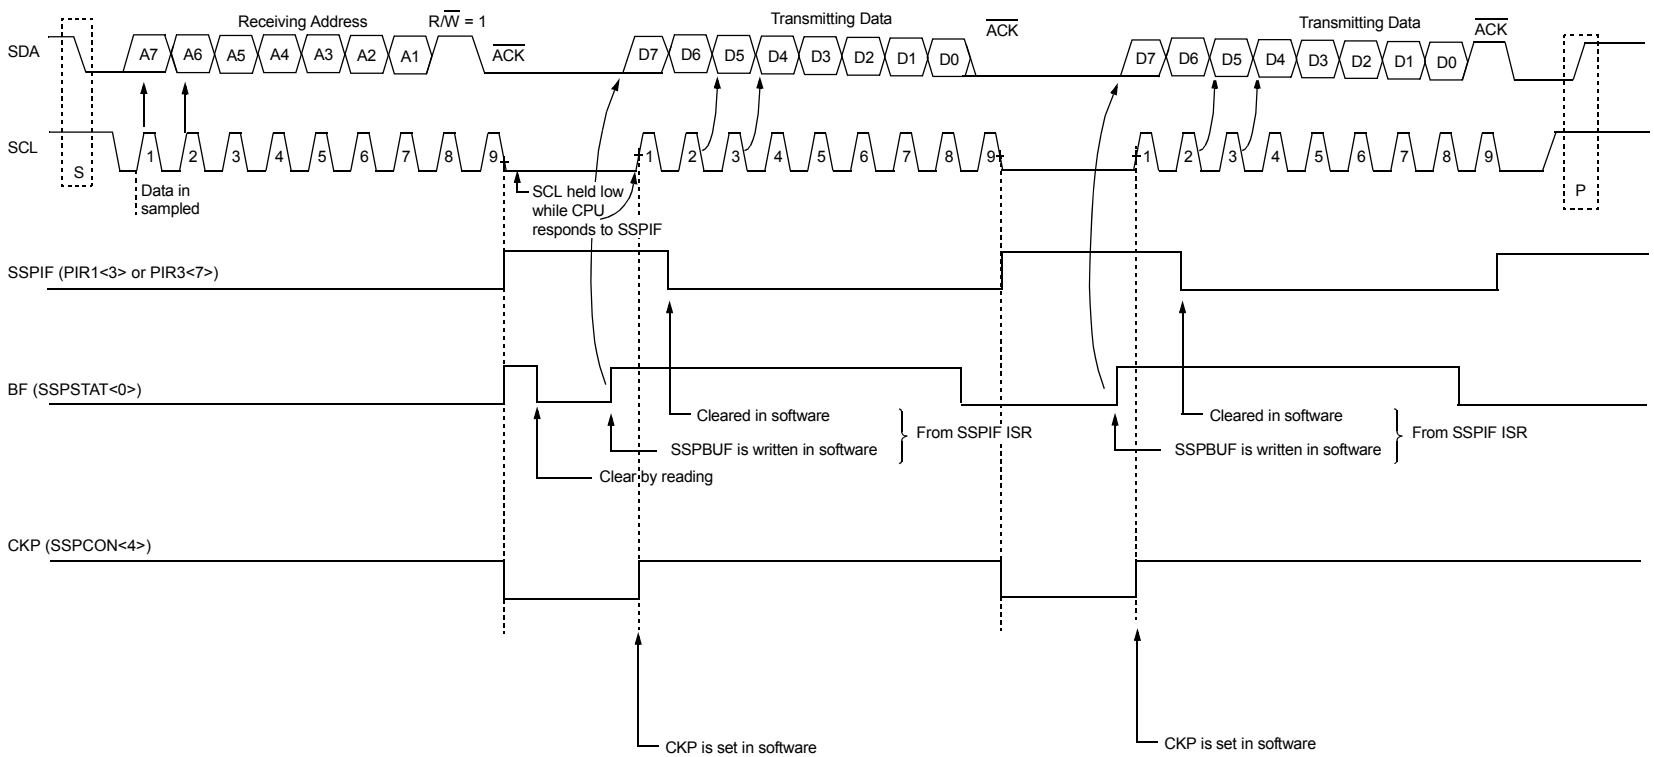 Receiving Address
R/W = 1
Transmitting Data
ACK
Transmitting Data
ACK
SDA
A7 A6 A5 A4 A3 A2 A1
ACK
D7 D6 D5 D4 D3 D2 D1 D0
D7 D6 D5 D4 D3 D2 D1 D0
SCL
S
1 2 3 4 5 6 7 8 9
1 2 3 4 5 6 7 8 9
1 2 3 4 5 6 7 8 9
P
Data in
sampled
SCL held low
while CPU
responds to SSPIF
SSPIF (PIR1<3> or PIR3<7>)
BF (SSPSTAT<0>)
Cleared in software
SSPBUF is written in software
From SSPIF ISR
Clear by reading
Cleared in software
SSPBUF is written in software
From SSPIF ISR
CKP (SSPCON<4>)
CKP is set in software
CKP is set in software